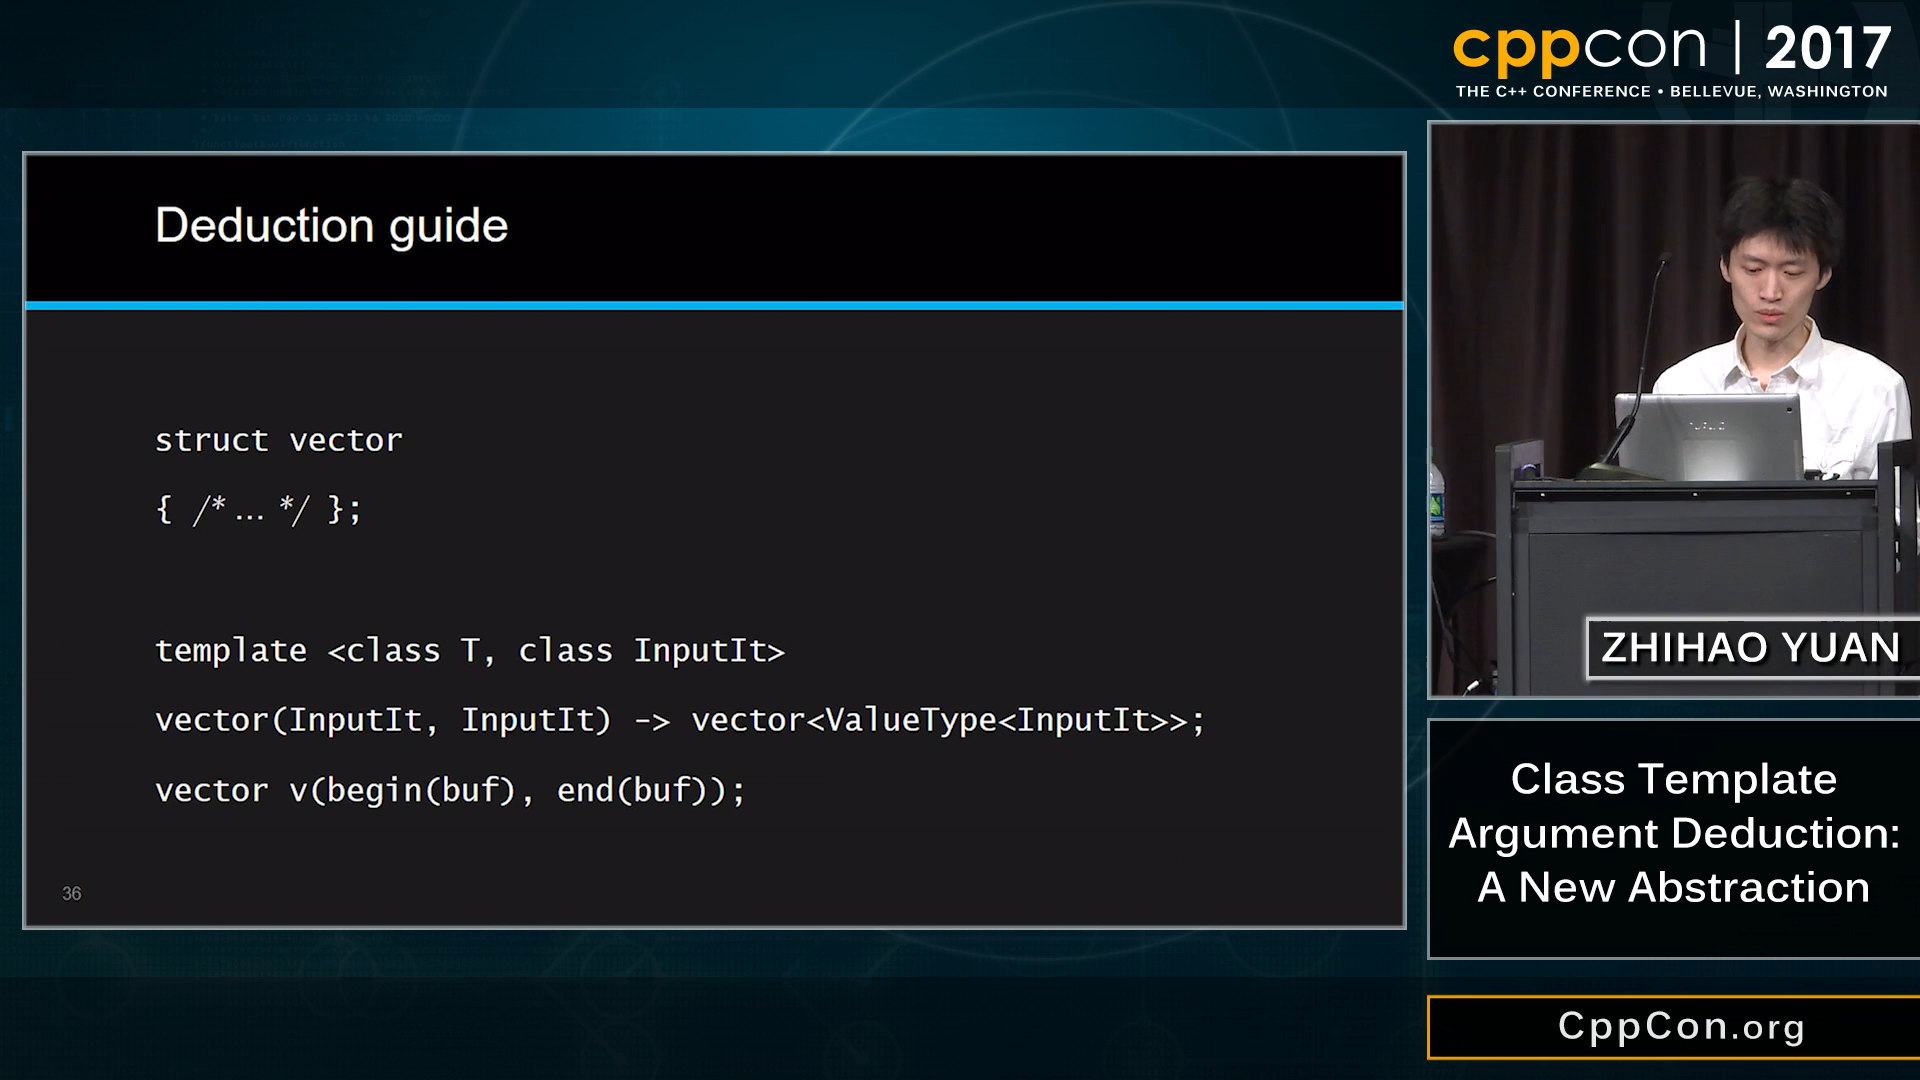 cppcon | 2017
THE C++ CONFERENCE • BELLEVUE, WASHINGTON
Deduction guide
struct vector
{ /* … */ };
template <class T, class InputIt>
vector(InputIt, InputIt) -> vector<ValueType<InputIt>>;
vector v(begin(buf), end(buf));
36
ZHIHAO YUAN
Class Template
Argument Deduction:
A New Abstraction
CppCon.org